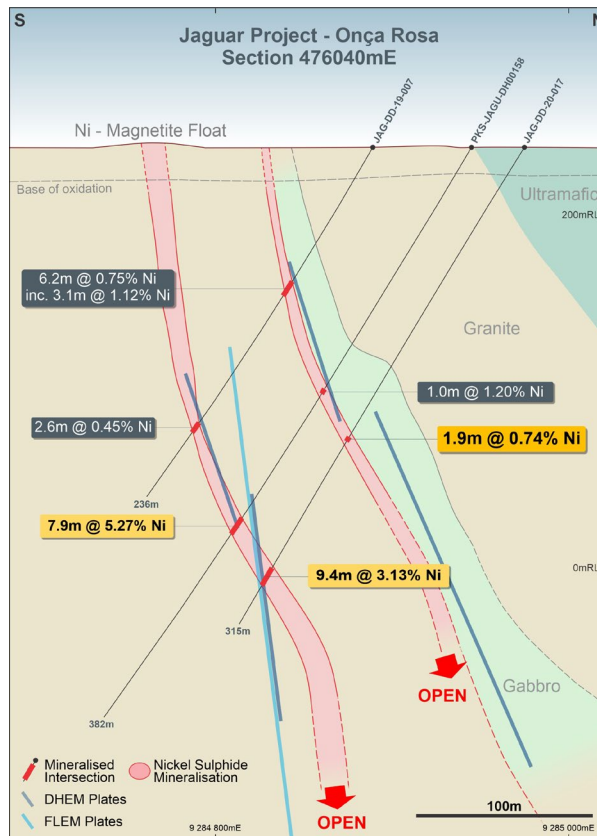 S
N
Jaguar Project - Onça Rosa
Section 476040mE
JAG-DD-19-007
PKS-JAGU-DH00158
JAG-DD-20-017
Ni - Magnetite Float
Base of oxidation
Ultramafic
200mRL
6.2m @ 0.75% Ni
inc. 3.1m @ 1.12% Ni
Granite
1.0m @ 1.20% Ni
2.6m @ 0.45% Ni
1.9m @ 0.74% Ni
236m
7.9m @ 5.27% Ni
0mRL
9.4m @ 3.13% Ni
315m
OPEN
Gabbro
382m
Mineralised
Intersection
Nickel Sulphide
Mineralisation
DHEM Plates
FLEM Plates
100m
OPEN
9 284 800mE
9 285 000mE